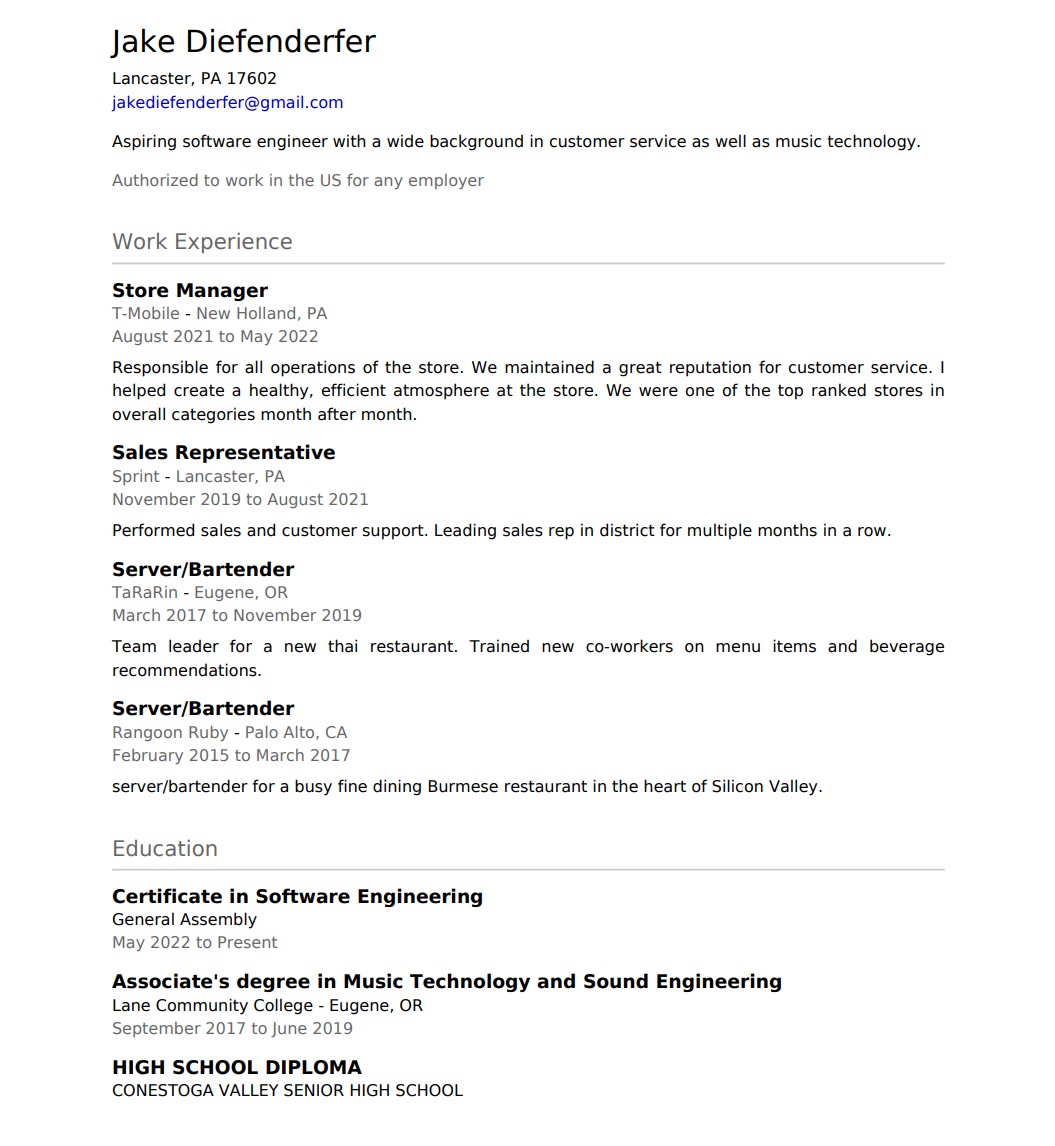 Jake Diefenderfer
Lancaster, PA 17602
jakediefenderfer@gmail.com
Aspiring software engineer with a wide background in customer service as well as music technology.
Authorized to work in the US for any employer
Work Experience
Store Manager
T-Mobile - New Holland, PA
August 2021 to May 2022
Responsible for all operations of the store. We maintained a great reputation for customer service. I
helped create a healthy, efficient atmosphere at the store. We were one of the top ranked stores in
overall categories month after month.
Sales Representative
Sprint - Lancaster, PA
November 2019 to August 2021
Performed sales and customer support. Leading sales rep in district for multiple months in a row.
Server/Bartender
TaRaRin - Eugene, OR
March 2017 to November 2019
Team leader for a new thai restaurant. Trained new co-workers on menu items and beverage
recommendations.
Server/Bartender
Rangoon Ruby - Palo Alto, CA
February 2015 to March 2017
server/bartender for a busy fine dining Burmese restaurant in the heart of Silicon Valley.
Education
Certificate in Software Engineering
General Assembly
May 2022 to Present
Associate's degree in Music Technology and Sound Engineering
Lane Community College - Eugene, OR
September 2017 to June 2019
HIGH SCHOOL DIPLOMA
CONESTOGA VALLEY SENIOR HIGH SCHOOL